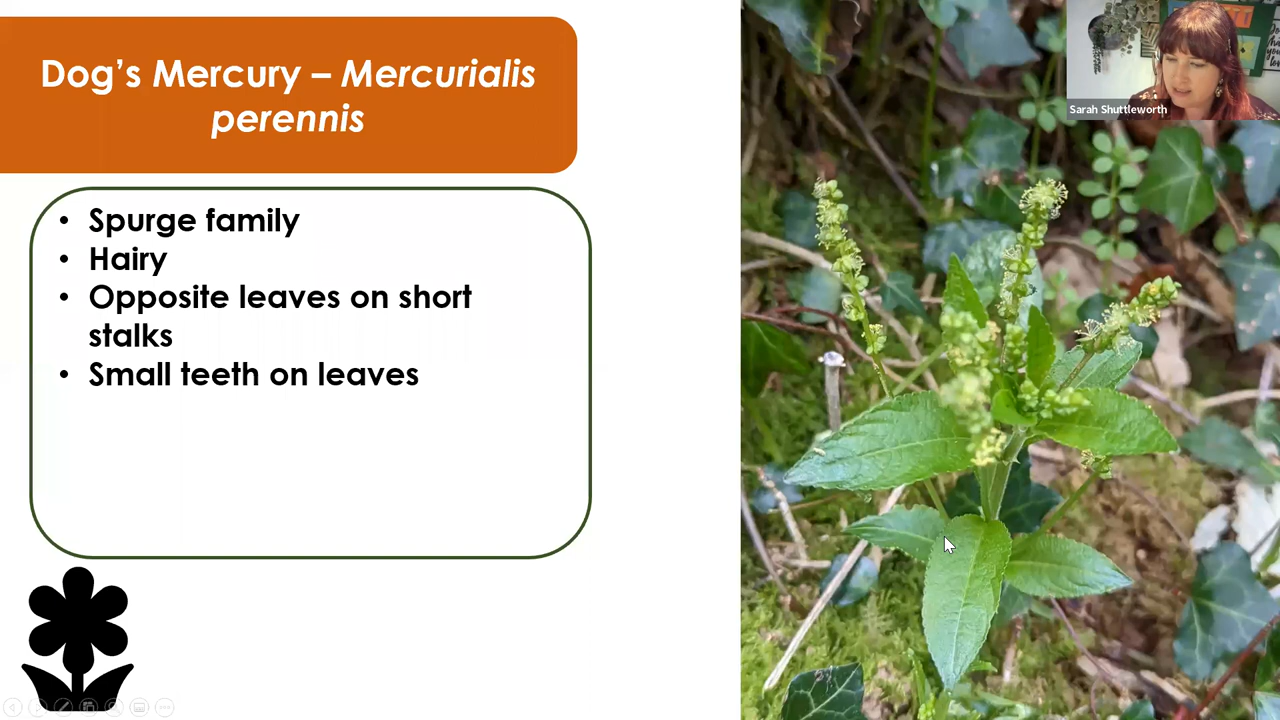 Dog's Mercury – Mercurialis
perennis
• Spurge family
• Hairy
• Opposite leaves on short
stalks
• Small teeth on leaves
Sarah Shuttleworth